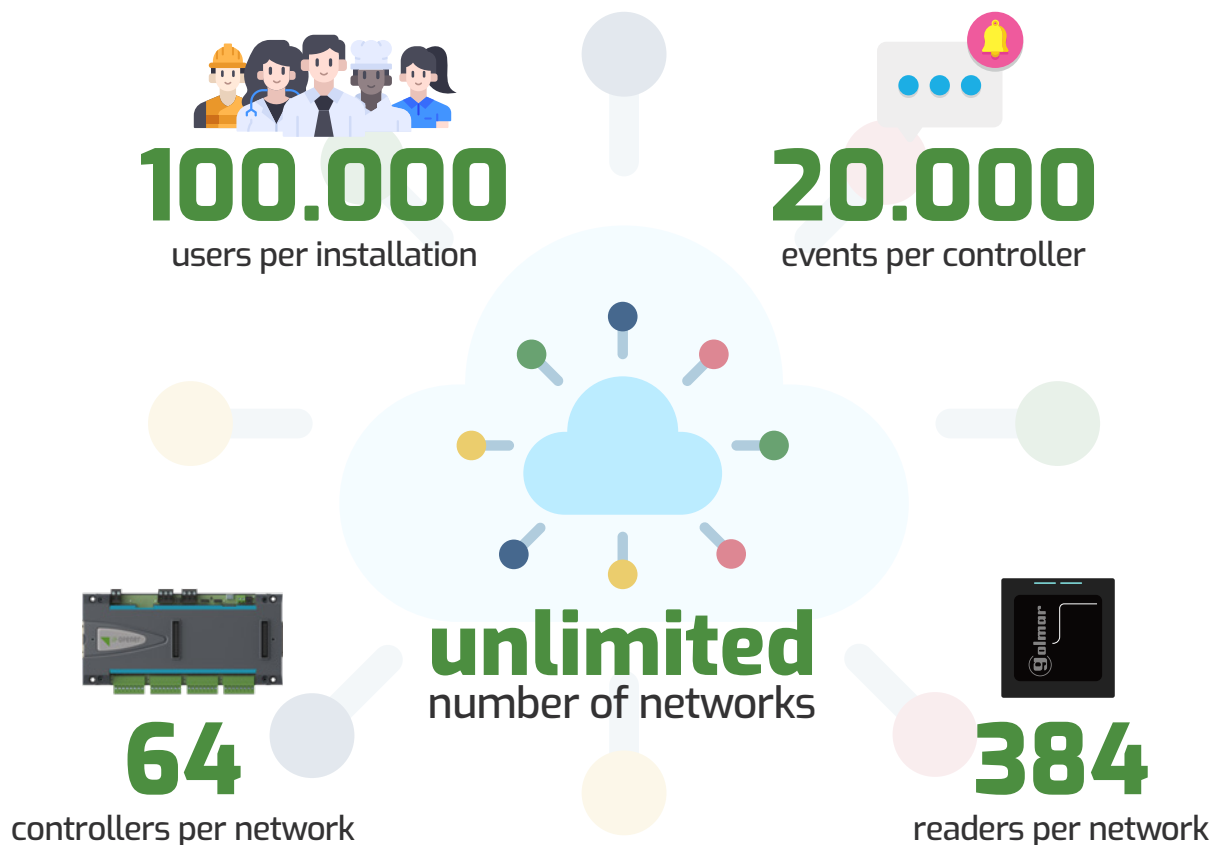 100.000
users per installation
20.000
events per controller
unlimited
number of networks
64
controllers per network
golmar
384
readers per network